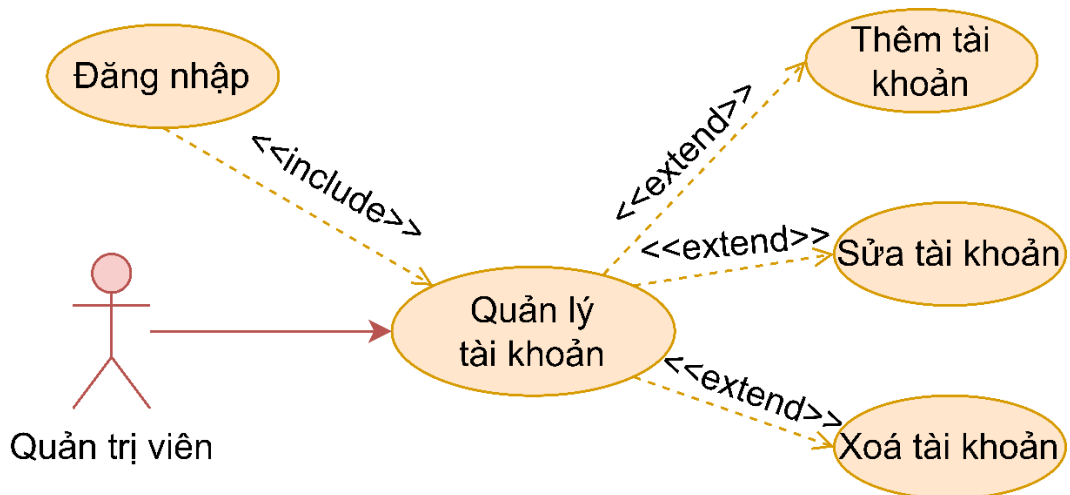 Đăng nhập
<<include>>
Quản trị viên
Quản lý
tài khoản
<<extend>>
Thêm tài
khoản
<<extend>>
Sửa tài khoản
<<extend>>
Xoá tài khoản